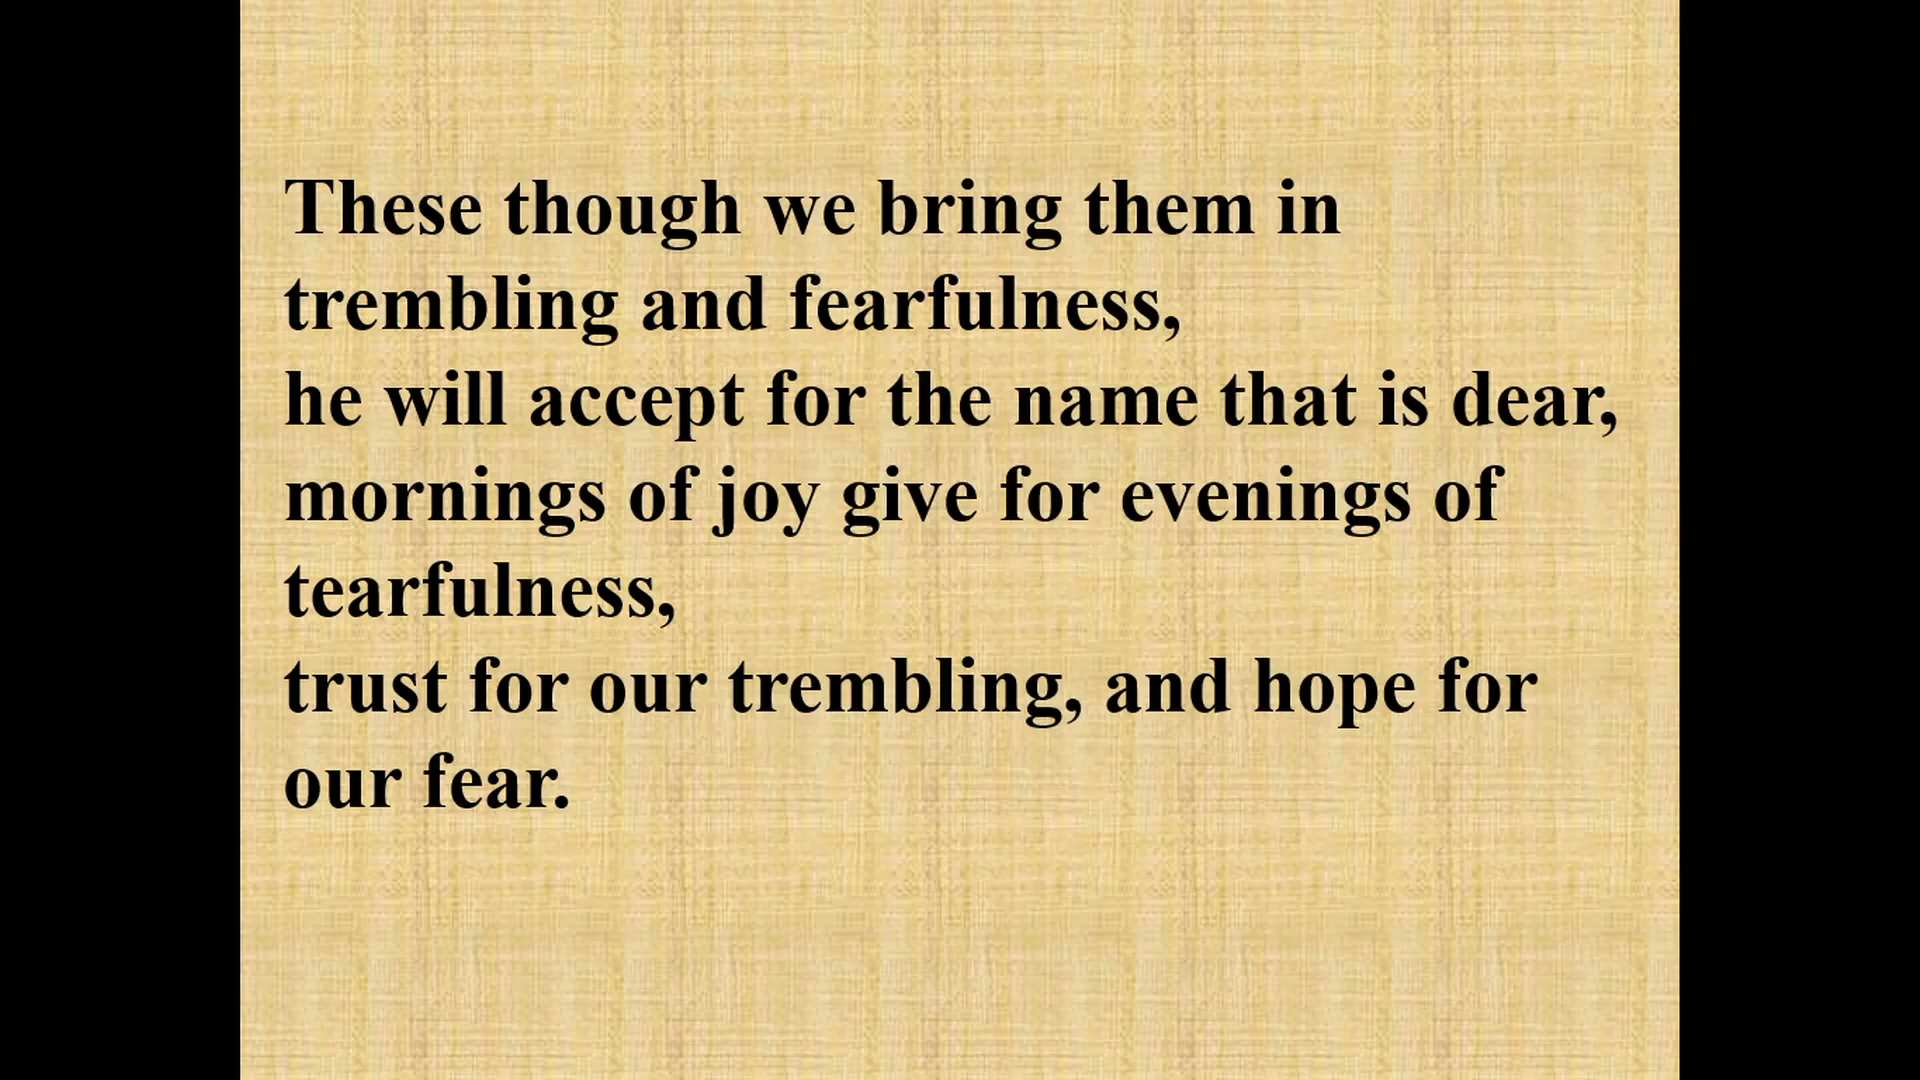 These though we bring them in
trembling and fearfulness,
he will accept for the name that is dear,
mornings of joy give for evenings of
tearfulness,
trust for our trembling, and hope for
our fear.